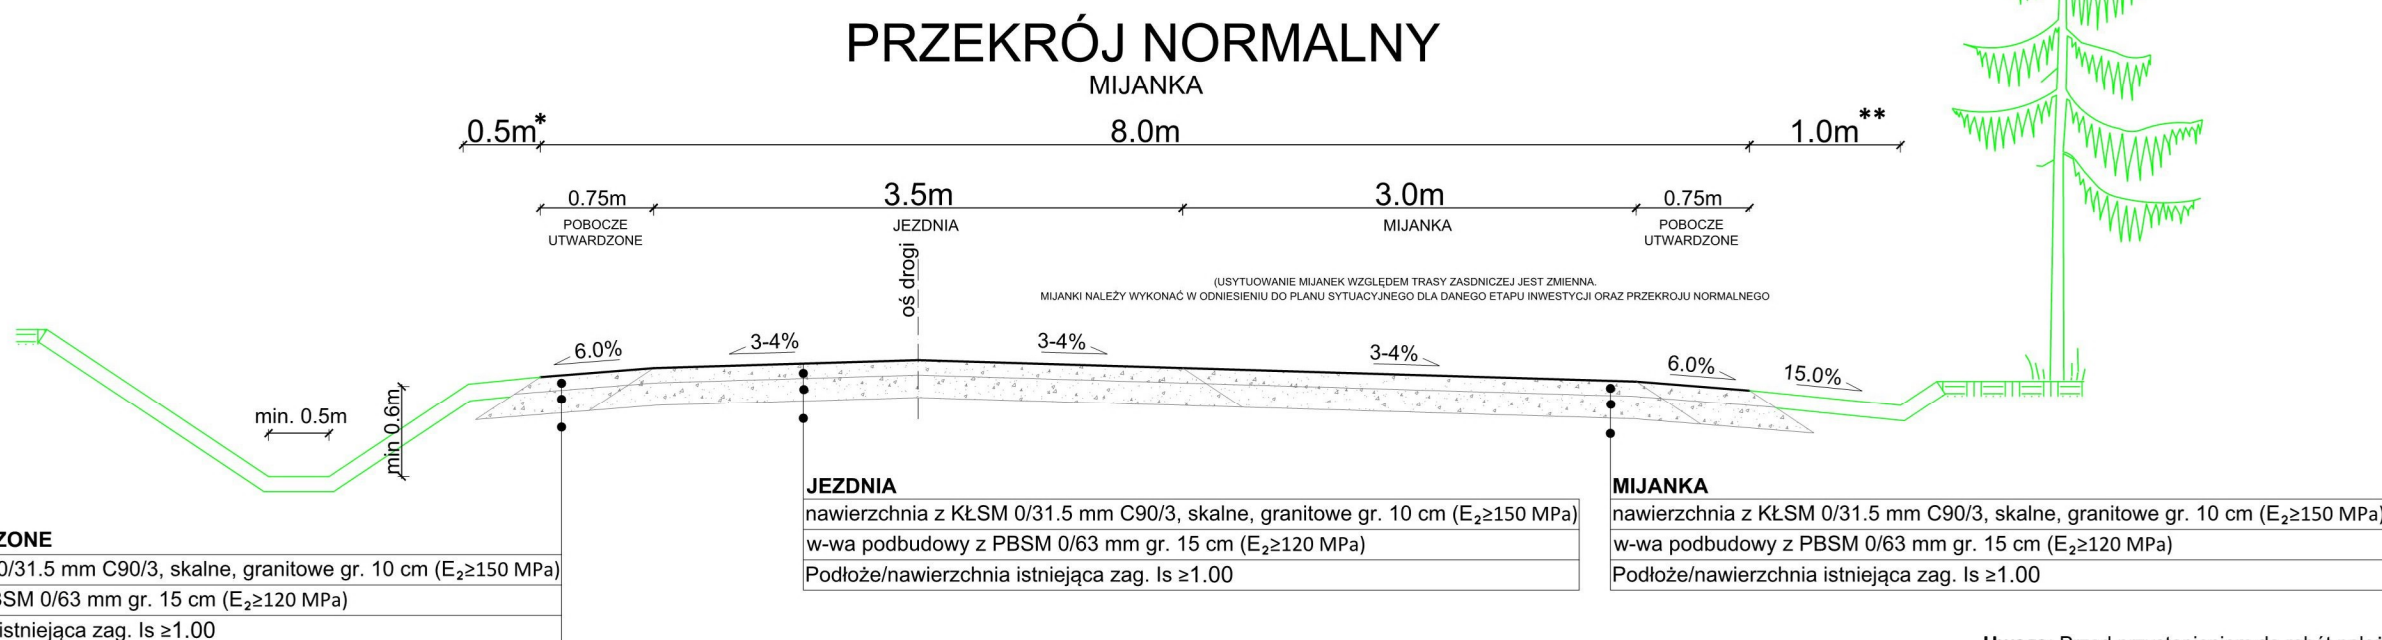 PRZEKRÓJ NORMALNY
MIJANKA
0.5m* 8.0m 1.0m**
0.75m 3.5m 3.0m 0.75m
POBOCZE UTWARDZONE
JEZDNIA
MIJANKA
POBOCZE UTWARDZONE
oś drogi
(USYTUOWANIE MIJANEK WZGLĘDEM TRASY ZASDNICZEJ JEST ZMIENNA.
MIJANKI NALEŻY WYKONAĆ W ODNIESIENIU DO PLANU SYTUACYJNEGO DLA DANEGO ETAPU INWESTYCJI ORAZ PRZEKROJU NORMALNEGO
6.0% 3-4% 3-4% 3-4% 6.0% 15.0%
min. 0.5m
min 0.6m
JEZDNIA
nawierzchnia z KŁSM 0/31.5 mm C90/3, skalne, granitowe gr. 10 cm (E₂≥150 MPa)
w-wa podbudowy z PBSM 0/63 mm gr. 15 cm (E₂≥120 MPa)
Podłoże/nawierzchnia istniejąca zag. Is ≥1.00
MIJANKA
nawierzchnia z KŁSM 0/31.5 mm C90/3, skalne, granitowe gr. 10 cm (E₂≥150 MPa)
w-wa podbudowy z PBSM 0/63 mm gr. 15 cm (E₂≥120 MPa)
Podłoże/nawierzchnia istniejąca zag. Is ≥1.00
ZONE
0/31.5 mm C90/3, skalne, granitowe gr. 10 cm (E₂≥150 MPa)
SM 0/63 mm gr. 15 cm (E₂≥120 MPa)
istniejąca zag. Is ≥1.00